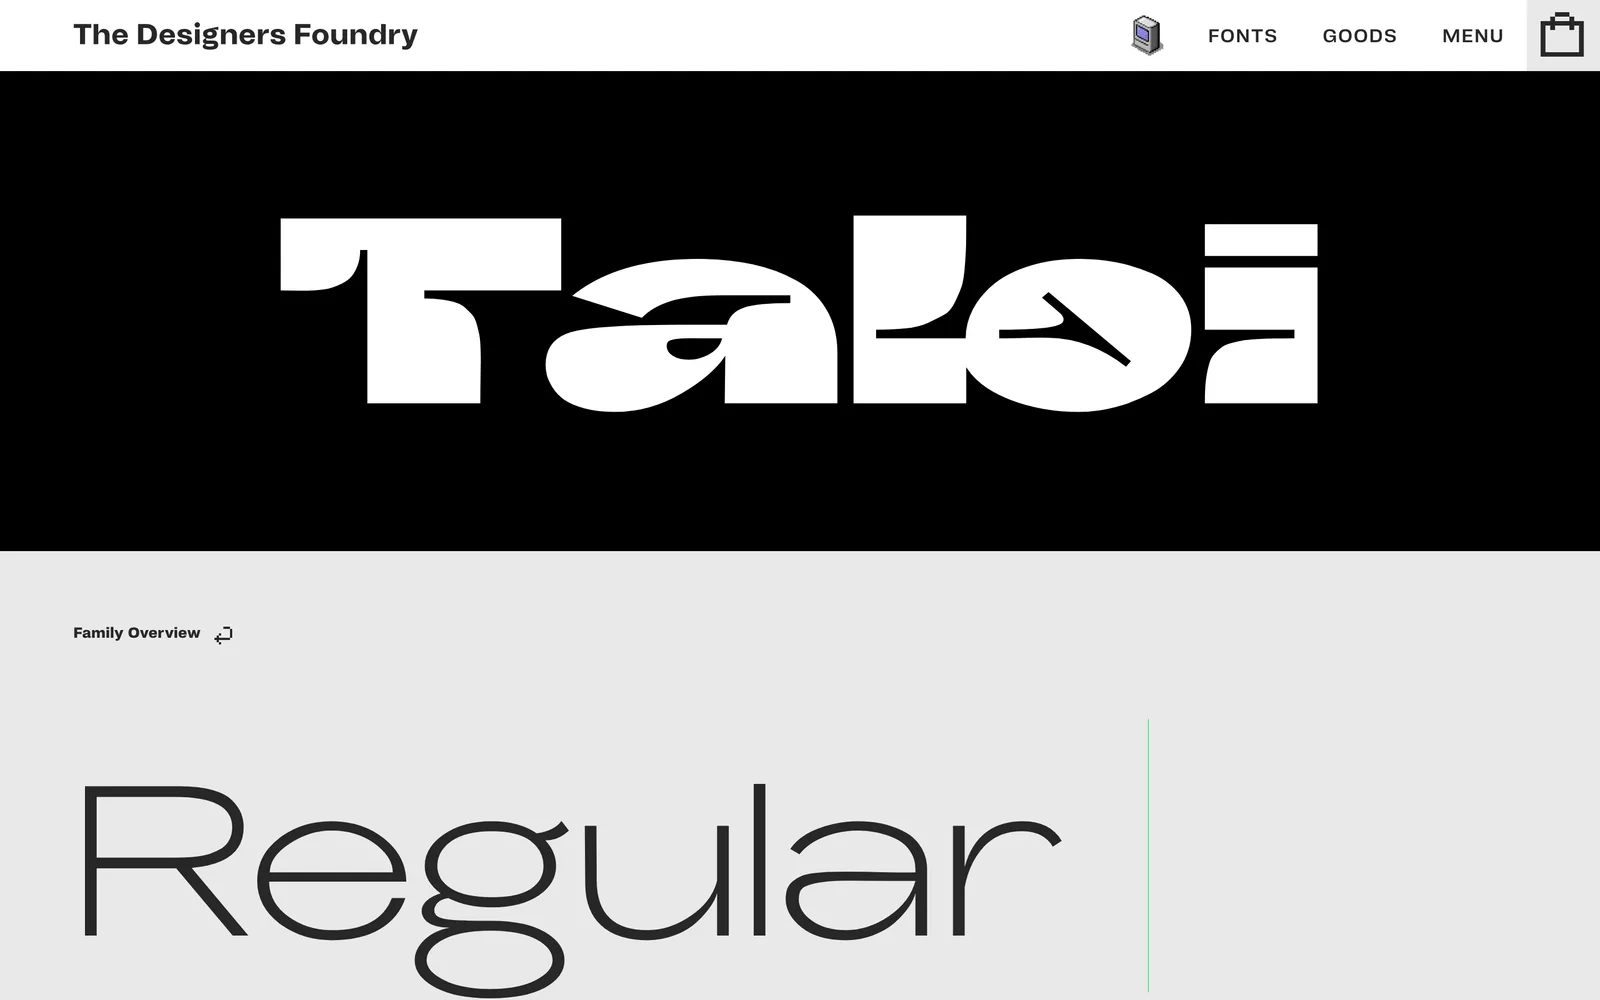 The Designers Foundry
FONTS
GOODS
MENU
Taloi
Family Overview
Regular